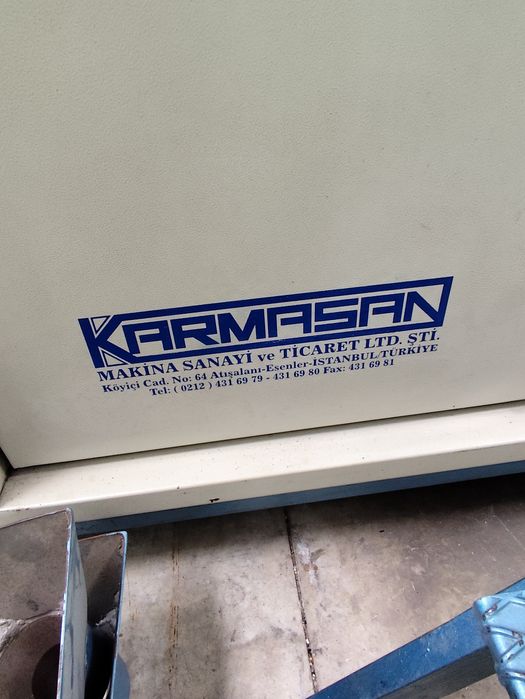 KARMASAN
MAKİNA SANAYİ ve TİCARET LTD. ŞTİ.
Köyiçi Cad. No: 64 Atışalanı-Esenler-İSTANBUL/TÜRKİYE
Tel: ( 0212 ) 431 69 79 - 431 69 80 Fax: 431 69 81